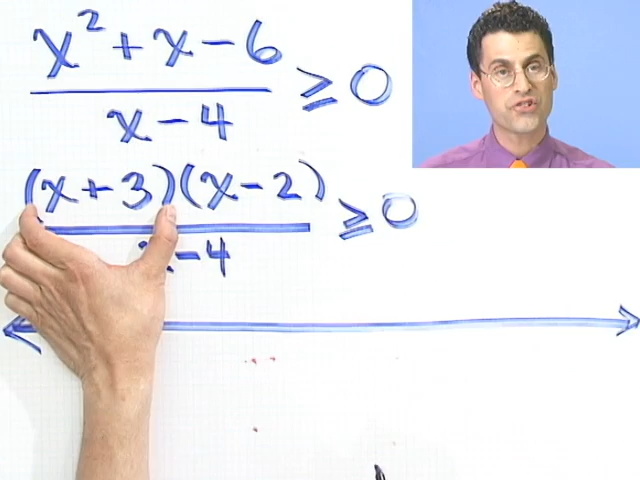 x² + x - 6
x - 4
≥ 0
(x + 3)(x - 2)
- 4
≥ 0